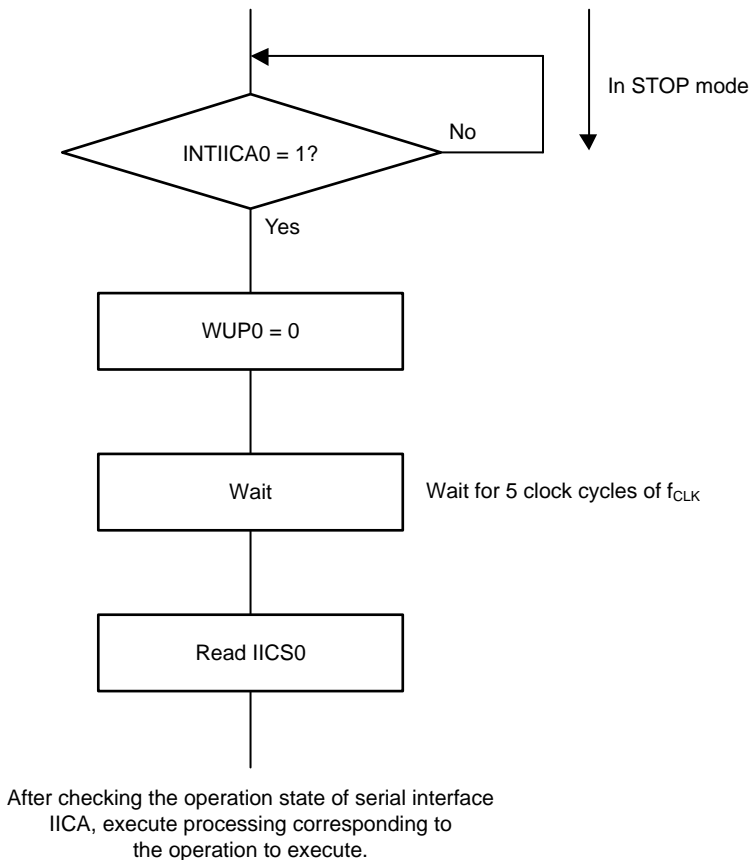 In STOP mode
No
INTIICA0 = 1?
Yes
WUP0 = 0
Wait
Wait for 5 clock cycles of fCLK
Read IICS0
After checking the operation state of serial interface
IICA, execute processing corresponding to
the operation to execute.